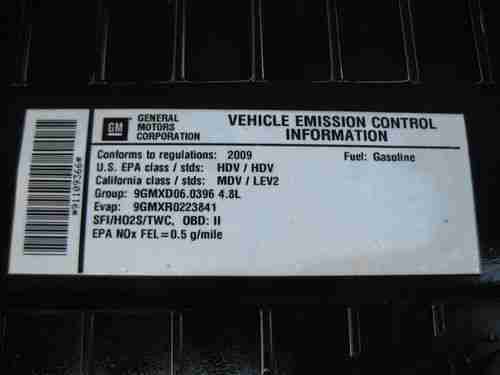 GM
GENERAL
MOTORS
CORPORATION
VEHICLE EMISSION CONTROL
INFORMATION
Conforms to regulations: 2009
Fuel: Gasoline
U.S. EPA class / stds: HDV / HDV
California class / stds: MDV / LEV2
Group: 9GMXD06.0396 4.8L
Evap: 9GMXR0223841
SFI/HO2S/TWC, OBD: II
EPA NOx FEL=0.5 g/mile
*91109366*